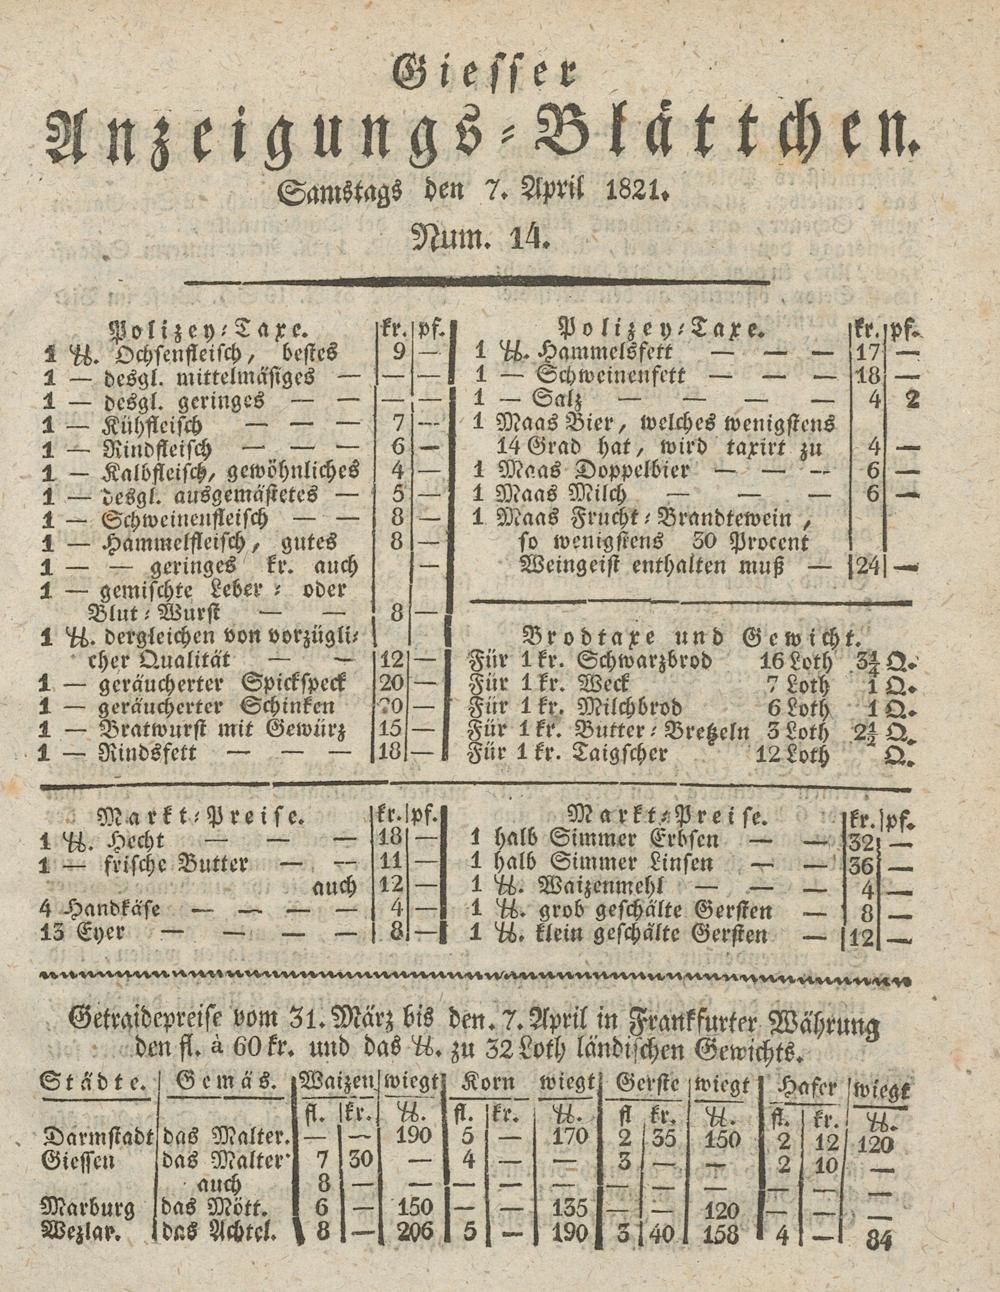 Giesser
Anzeigungs-Blättchen.
Samstags den 7. April 1821.
Num. 14.
Polizey-Taxe. kr. pf.
1 ℔. Ochsenfleisch, bestes 9 —
1 — desgl. mittelmäsiges — — —
1 — desgl. geringes — — — —
1 — Kühfleisch — — — 7 —
1 — Rindfleisch — — — 6 —
1 — Kalbfleisch, gewöhnliches 4 —
1 — desgl. ausgemästetes — 5 —
1 — Schweinenfleisch — — 8 —
1 — Hammelfleisch, gutes 8 —
1 — — geringes kr. auch —
1 — gemischte Leber- oder
Blut-Wurst — — 8 —
1 ℔. dergleichen von vorzügli-
cher Qualität — — 12 —
1 — geräucherter Spickspeck 20 —
1 — geräucherter Schinken 20 —
1 — Bratwurst mit Gewürz 15 —
1 — Rindsfett — — — 18 —
Polizey-Taxe. kr. pf.
1 ℔. Hammelsfett — — — 17 —
1 — Schweinenfett — — — 18 —
1 — Salz — — — — 4 2
1 Maas Bier, welches wenigstens
14 Grad hat, wird taxirt zu 4 —
1 Maas Doppelbier — — — 6 —
1 Maas Milch — — — 6 —
1 Maas Frucht-Brandtewein,
so wenigstens 30 Procent
Weingeist enthalten muß — 24 —
Brodtaxe und Gewicht.
Für 1 kr. Schwarzbrod 16 Loth 3¼ Q.
Für 1 kr. Weck 7 Loth 1 Q.
Für 1 kr. Milchbrod 6 Loth 1 Q.
Für 1 kr. Butter-Bretzeln 3 Loth 2½ Q.
Für 1 kr. Taigscher 12 Loth Q.
Markt-Preise. kr. pf.
1 ℔. Hecht — — — 18 —
1 — frische Butter — — 11 —
auch 12 —
4 Handkäse — — — — 4 —
13 Eyer — — — — 8 —
Markt-Preise. kr. pf.
1 halb Simmer Erbsen — — 32 —
1 halb Simmer Linsen — — 36 —
1 ℔. Waizenmehl — — — 4 —
1 ℔. grob geschälte Gersten — 8 —
1 ℔. klein geschälte Gersten — 12 —
Getraidepreise vom 31. März bis den. 7. April in Frankfurter Währung
den fl. à 60 kr. und das ℔. zu 32 Loth ländischen Gewichts.
Städte. Gemäs. Waizen wiegt Korn wiegt Gerste wiegt Hafer wiegt
fl. kr. ℔. fl. kr. ℔. fl kr. ℔. fl. kr. ℔.
Darmstadt das Malter. — — 190 5 — 170 2 35 150 2 12 120
Giessen das Malter 7 30 — 4 — — 3 — — 2 10 —
auch 8 — — — — — — — — — — —
Marburg das Mött. 6 — 150 — — 135 — — 120 — — —
Wezlar. das Achtel. 8 — 206 5 — 190 3 40 158 4 — 84